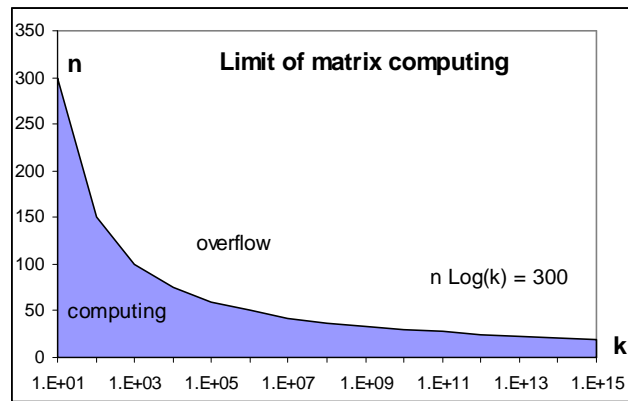 Limit of matrix computing
n
350
300
250
200
150
100
50
0
overflow
n Log(k) = 300
computing
k
1.E+01 1.E+03 1.E+05 1.E+07 1.E+09 1.E+11 1.E+13 1.E+15